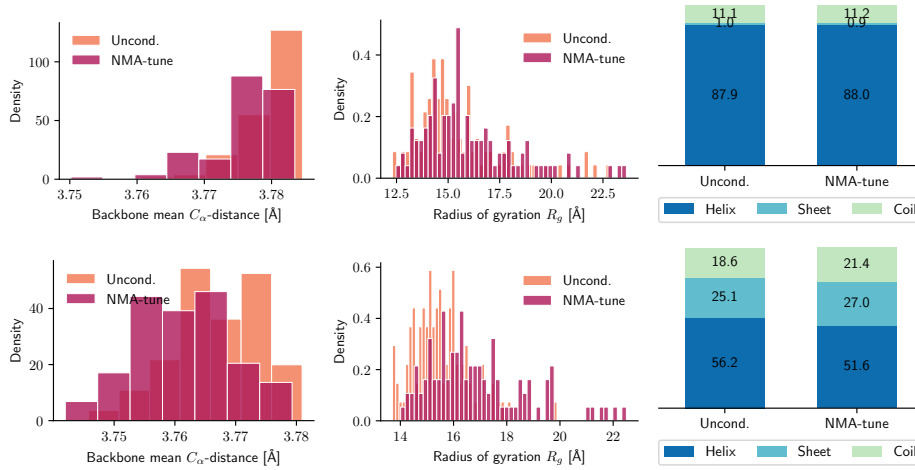 Uncond.
NMA-tune
Density
100
50
0
3.75
3.76
3.77
3.78
Backbone mean Cα-distance [Å]
Uncond.
NMA-tune
Density
0.4
0.2
0.0
12.5
15.0
17.5
20.0
22.5
Radius of gyration Rg [Å]
11.1
11.2
1.0
0.9
87.9
88.0
Uncond.
NMA-tune
Helix
Sheet
Coil
Uncond.
NMA-tune
Density
40
20
0
3.75
3.76
3.77
3.78
Backbone mean Cα-distance [Å]
Uncond.
NMA-tune
Density
0.6
0.4
0.2
0.0
14
16
18
20
22
Radius of gyration Rg [Å]
18.6
21.4
25.1
27.0
56.2
51.6
Uncond.
NMA-tune
Helix
Sheet
Coil